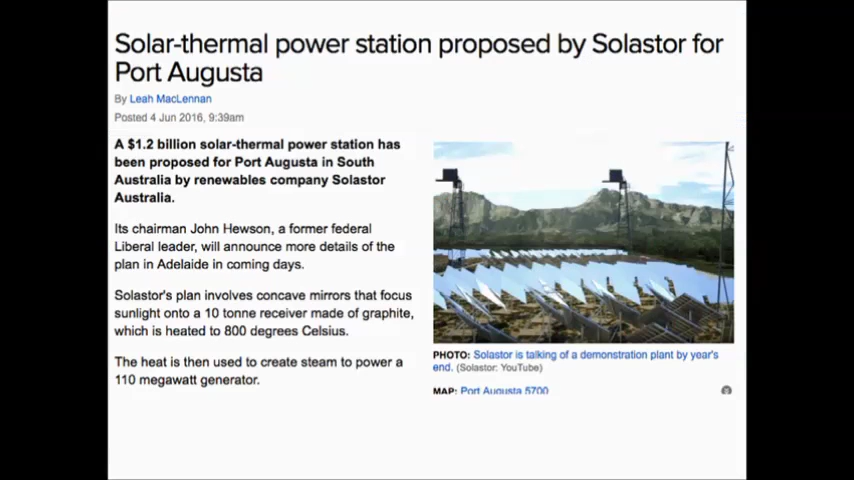 Solar-thermal power station proposed by Solastor for
Port Augusta
By Leah MacLennan
Posted 4 Jun 2016, 9:39am
A $1.2 billion solar-thermal power station has
been proposed for Port Augusta in South
Australia by renewables company Solastor
Australia.
Its chairman John Hewson, a former federal
Liberal leader, will announce more details of the
plan in Adelaide in coming days.
Solastor's plan involves concave mirrors that focus
sunlight onto a 10 tonne receiver made of graphite,
which is heated to 800 degrees Celsius.
The heat is then used to create steam to power a
110 megawatt generator.
PHOTO: Solastor is talking of a demonstration plant by year's
end. (Solastor: YouTube)
MAP: Port Augusta 5700